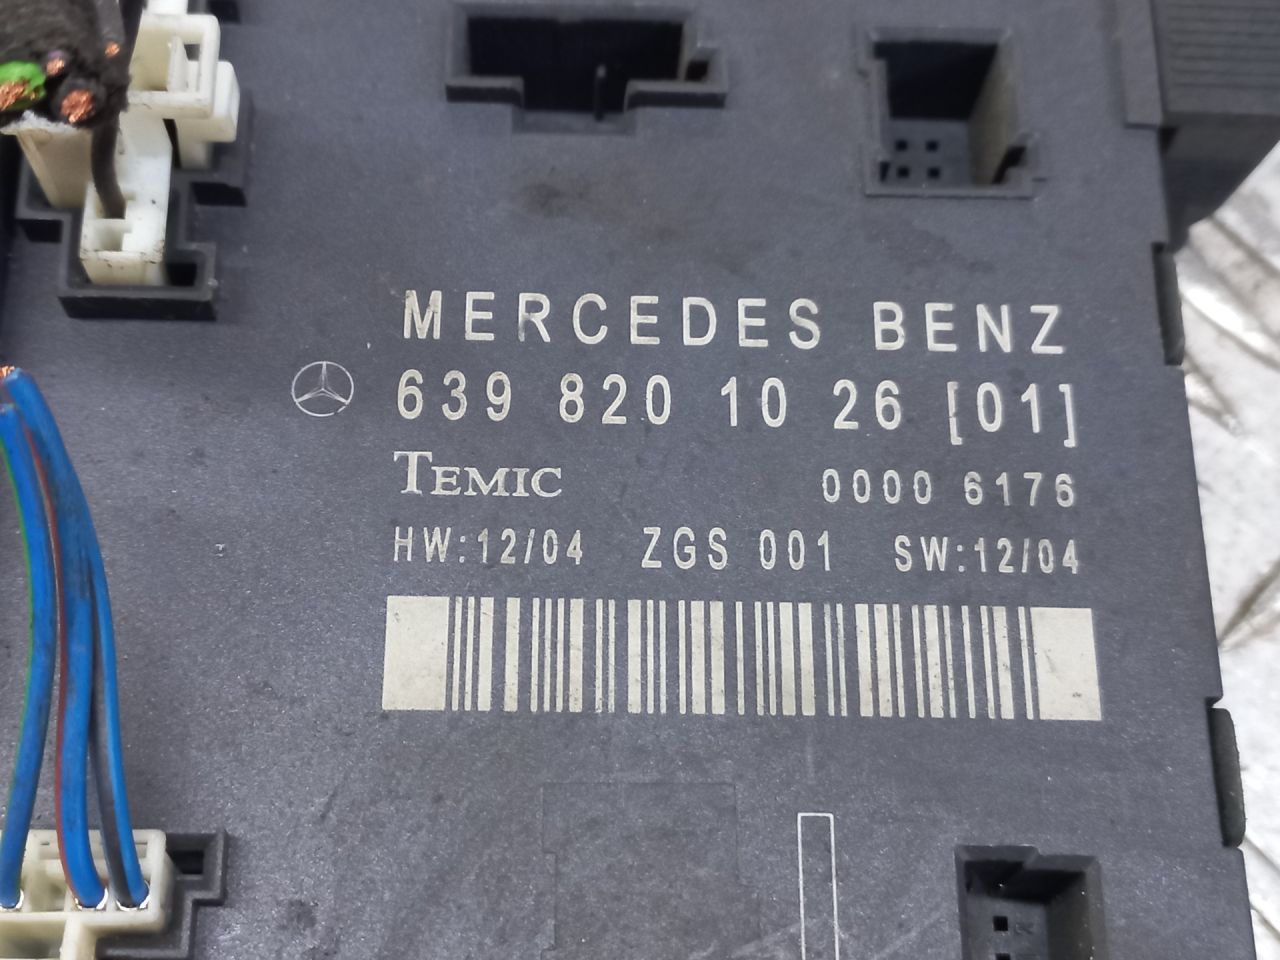 MERCEDES BENZ
639 820 10 26 [01]
TEMIC 0000 6176
HW:12/04 ZGS 001 SW:12/04